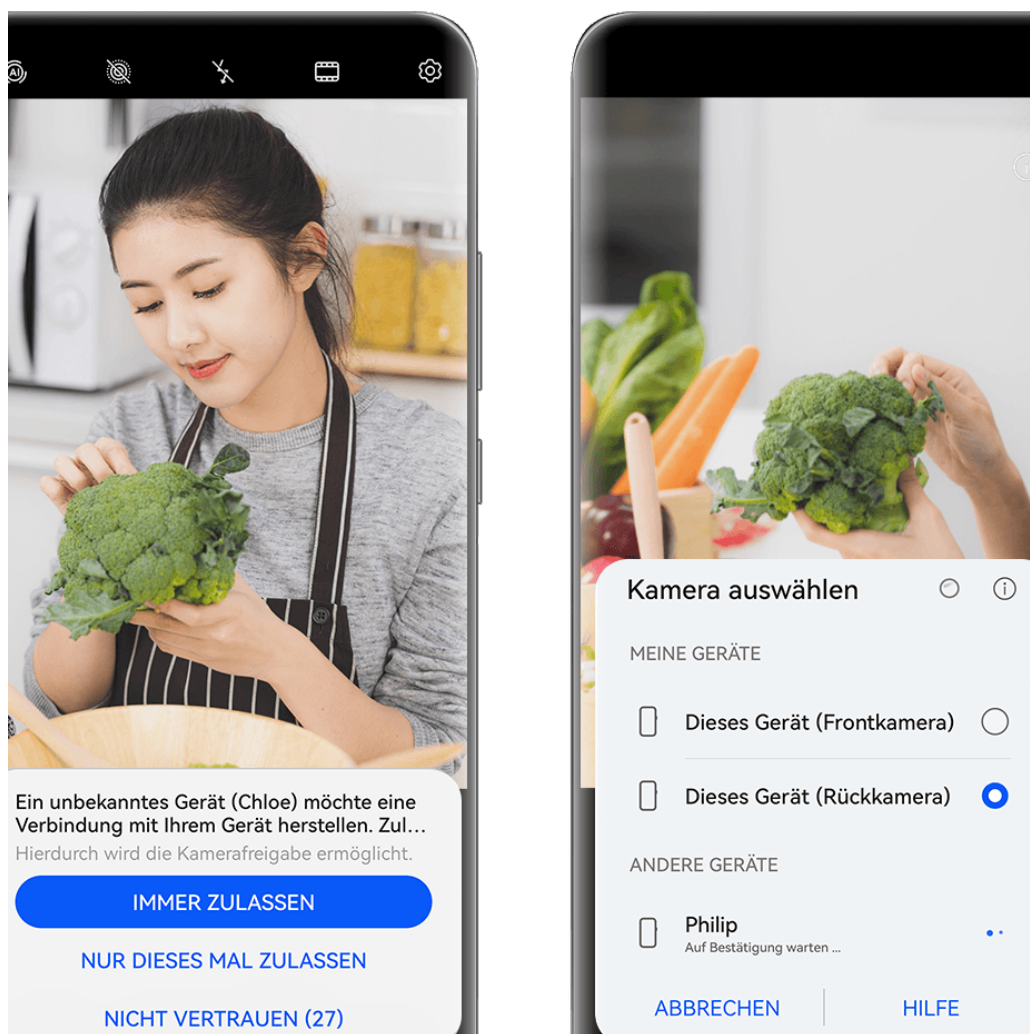 AI
Ein unbekanntes Gerät (Chloe) möchte eine
Verbindung mit Ihrem Gerät herstellen. Zul...
Hierdurch wird die Kamerafreigabe ermöglicht.
IMMER ZULASSEN
NUR DIESES MAL ZULASSEN
NICHT VERTRAUEN (27)
Kamera auswählen
MEINE GERÄTE
Dieses Gerät (Frontkamera)
Dieses Gerät (Rückkamera)
ANDERE GERÄTE
Philip
Auf Bestätigung warten ...
ABBRECHEN
HILFE